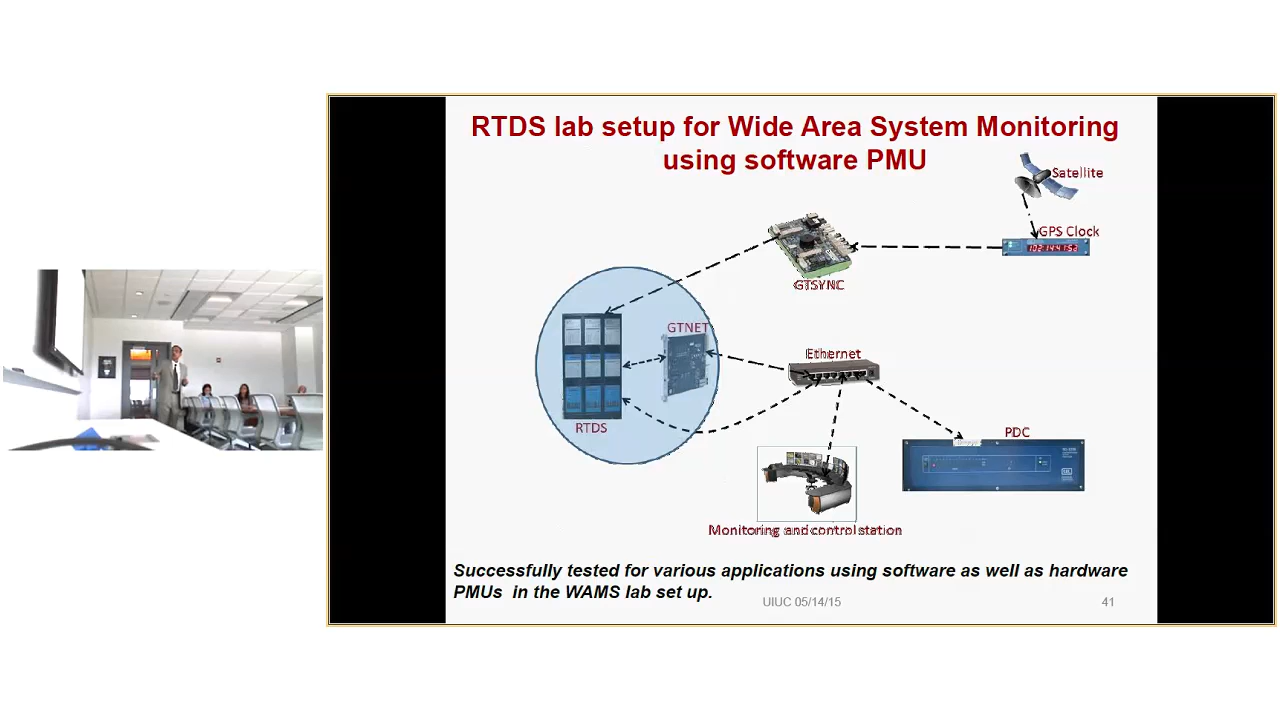 RTDS lab setup for Wide Area System Monitoring
using software PMU
Satellite
GPS Clock
GTSYNC
GTNET
Ethernet
RTDS
PDC
Monitoring and control station
Successfully tested for various applications using software as well as hardware
PMUs in the WAMS lab set up.
UIUC 05/14/15
41